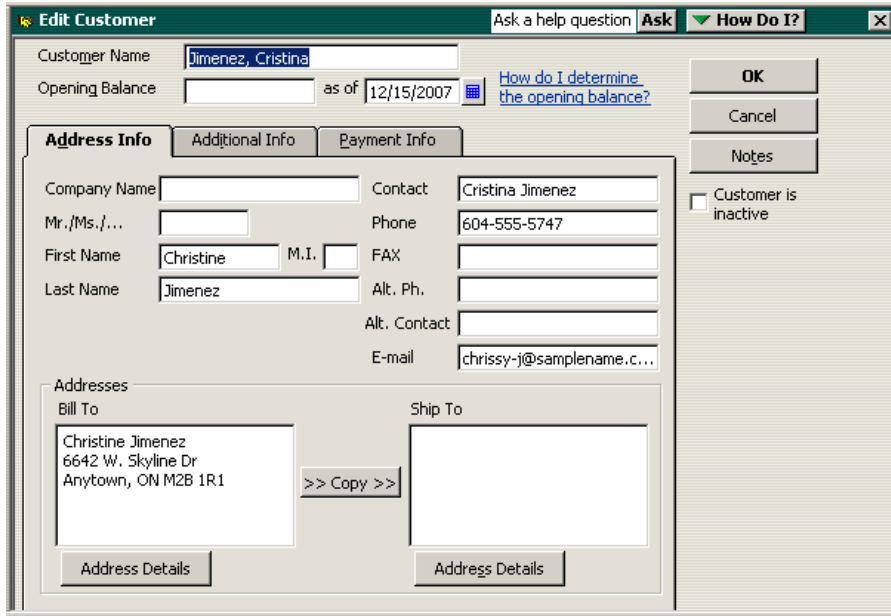 Edit Customer
Ask a help question Ask How Do I?
Customer Name Jimenez, Cristina
Opening Balance as of 12/15/2007 How do I determine
the opening balance?
OK
Cancel
Notes
Customer is
inactive
Address Info Additional Info Payment Info
Company Name Contact Cristina Jimenez
Mr./Ms./... Phone 604-555-5747
First Name Christine M.I. FAX
Last Name Jimenez Alt. Ph.
Alt. Contact
E-mail chrissy-j@samplename.c...
Addresses
Bill To Ship To
Christine Jimenez
6642 W. Skyline Dr
Anytown, ON M2B 1R1
>> Copy >>
Address Details Address Details